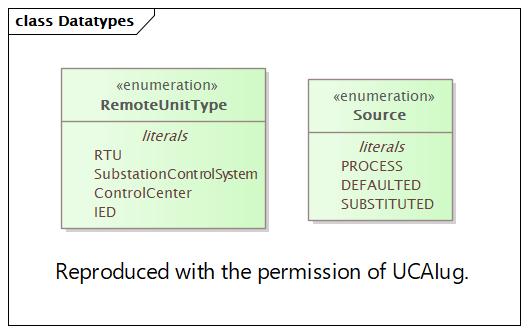 class Datatypes
«enumeration»
RemoteUnitType
literals
RTU
SubstationControlSystem
ControlCenter
IED
«enumeration»
Source
literals
PROCESS
DEFAULTED
SUBSTITUTED
Reproduced with the permission of UCAIug.